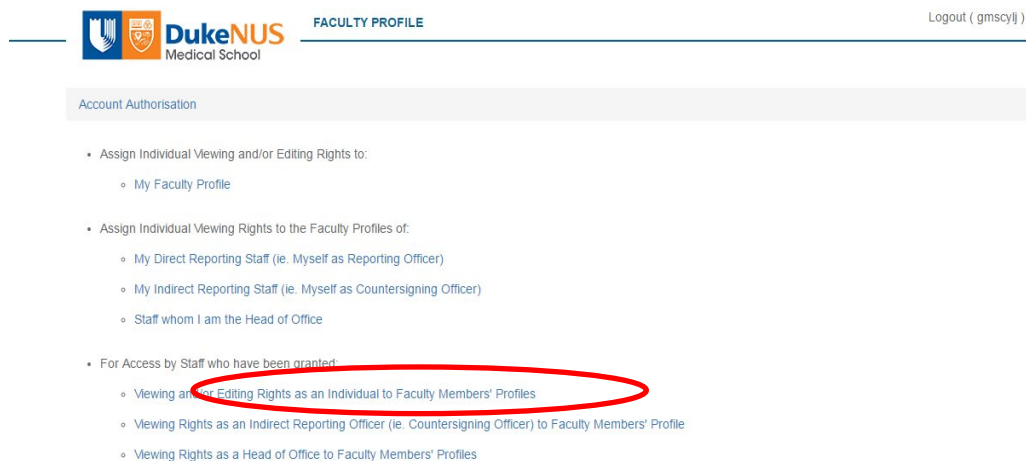 FACULTY PROFILE
Logout ( gmscylj )
DukeNUS
Medical School
Account Authorisation
Assign Individual Viewing and/or Editing Rights to:
My Faculty Profile
Assign Individual Viewing Rights to the Faculty Profiles of:
My Direct Reporting Staff (ie. Myself as Reporting Officer)
My Indirect Reporting Staff (ie. Myself as Countersigning Officer)
Staff whom I am the Head of Office
For Access by Staff who have been granted:
Viewing and/or Editing Rights as an Individual to Faculty Members' Profiles
Viewing Rights as an Indirect Reporting Officer (ie. Countersigning Officer) to Faculty Members' Profile
Viewing Rights as a Head of Office to Faculty Members' Profiles